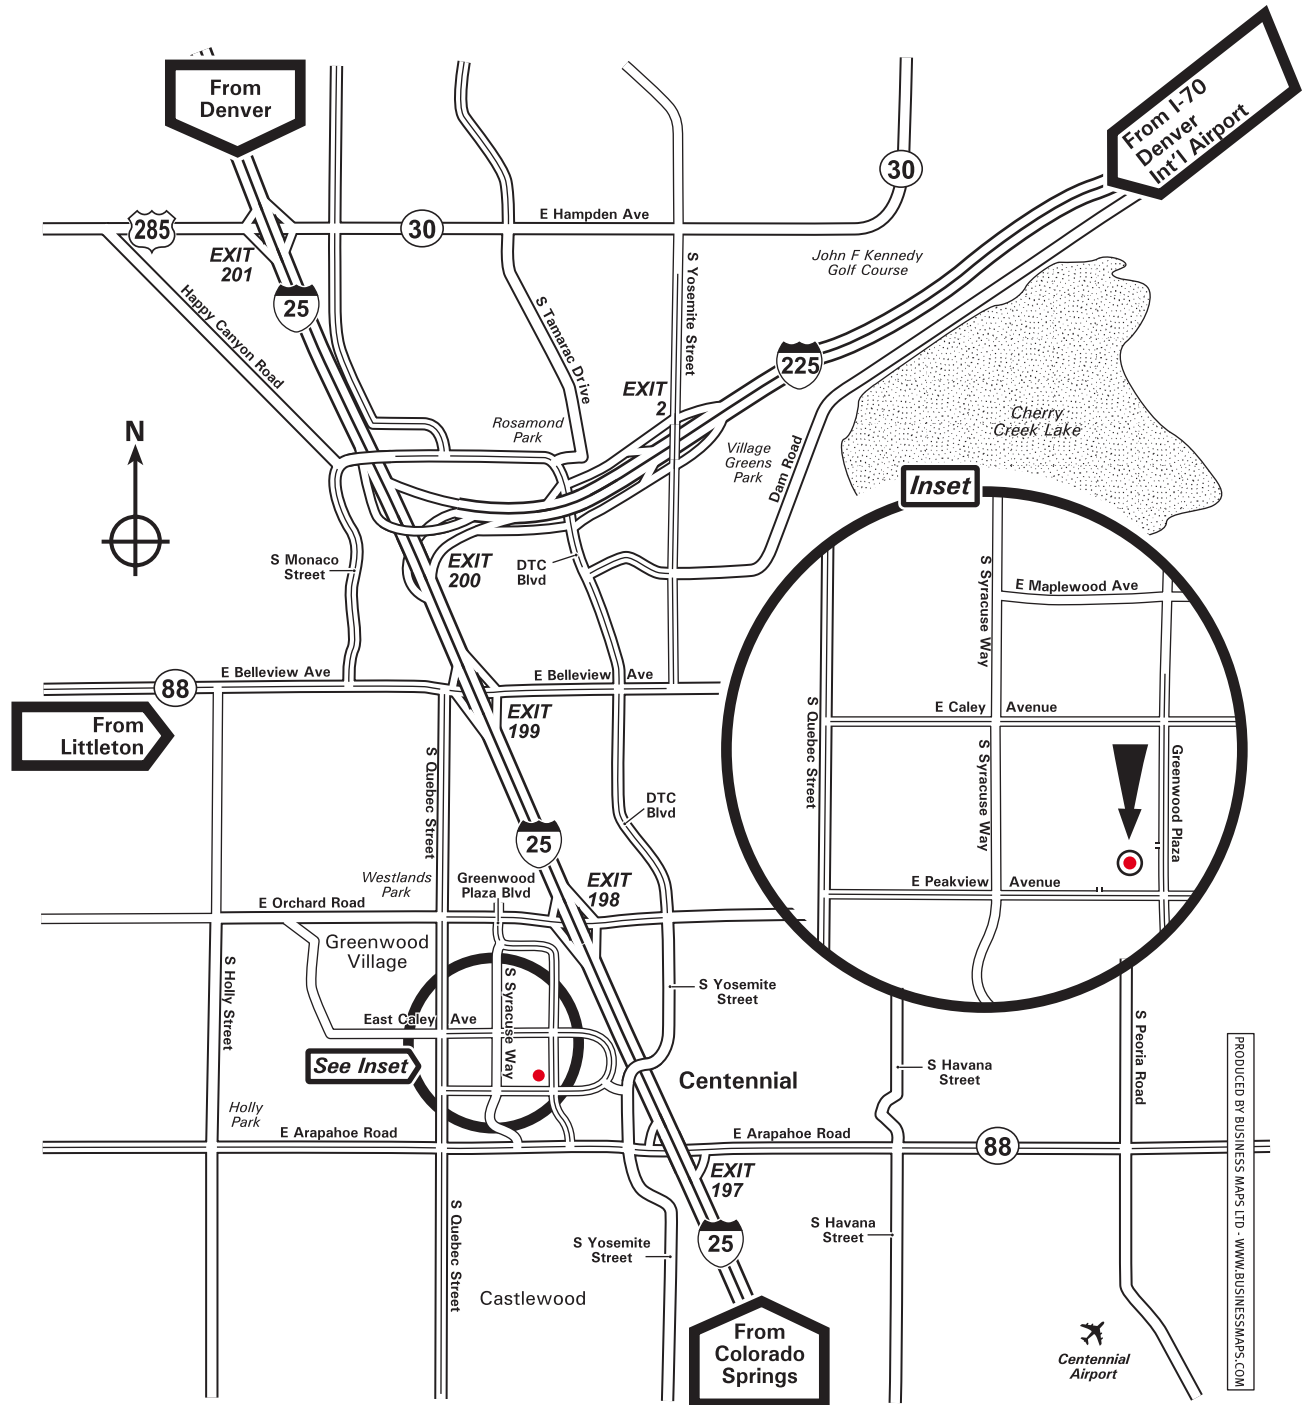 From
Denver
From I-70
Denver
Int'l Airport
30
285
30
E Hampden Ave
EXIT
201
John F Kennedy
Golf Course
25
Happy Canyon Road
S Tamarac Drive
S Yosemite Street
225
EXIT
2
Rosamond
Park
Cherry
Creek Lake
N
Village
Greens
Park
Dam Road
Inset
S Monaco
Street
EXIT
200
DTC
Blvd
S Syracuse Way
E Maplewood Ave
E Belleview Ave
E Belleview Ave
88
From
Littleton
EXIT
199
S Quebec Street
E Caley Avenue
S Quebec Street
S Syracuse Way
Greenwood Plaza
DTC
Blvd
25
Westlands
Park
Greenwood
Plaza Blvd
EXIT
198
E Peakview Avenue
E Orchard Road
Greenwood
Village
S Holly Street
S Syracuse Way
S Yosemite
Street
East Caley Ave
S Peoria Road
See Inset
Centennial
S Havana
Street
Holly
Park
E Arapahoe Road
E Arapahoe Road
88
EXIT
197
S Quebec Street
S Yosemite
Street
25
S Havana
Street
Castlewood
From
Colorado
Springs
Centennial
Airport
PRODUCED BY BUSINESS MAPS LTD - WWW.BUSINESSMAPS.COM